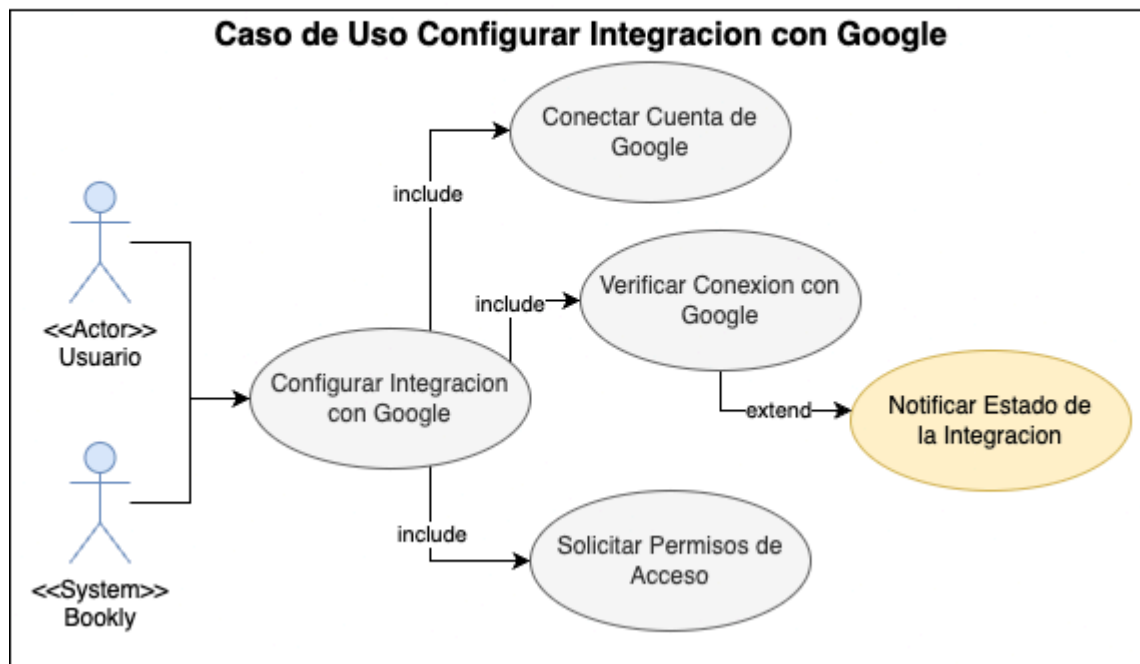 Caso de Uso Configurar Integracion con Google
Conectar Cuenta de
Google
include
<<Actor>>
Usuario
Verificar Conexion con
Google
include
Configurar Integracion
con Google
extend
Notificar Estado de
la Integracion
include
Solicitar Permisos de
Acceso
<<System>>
Bookly